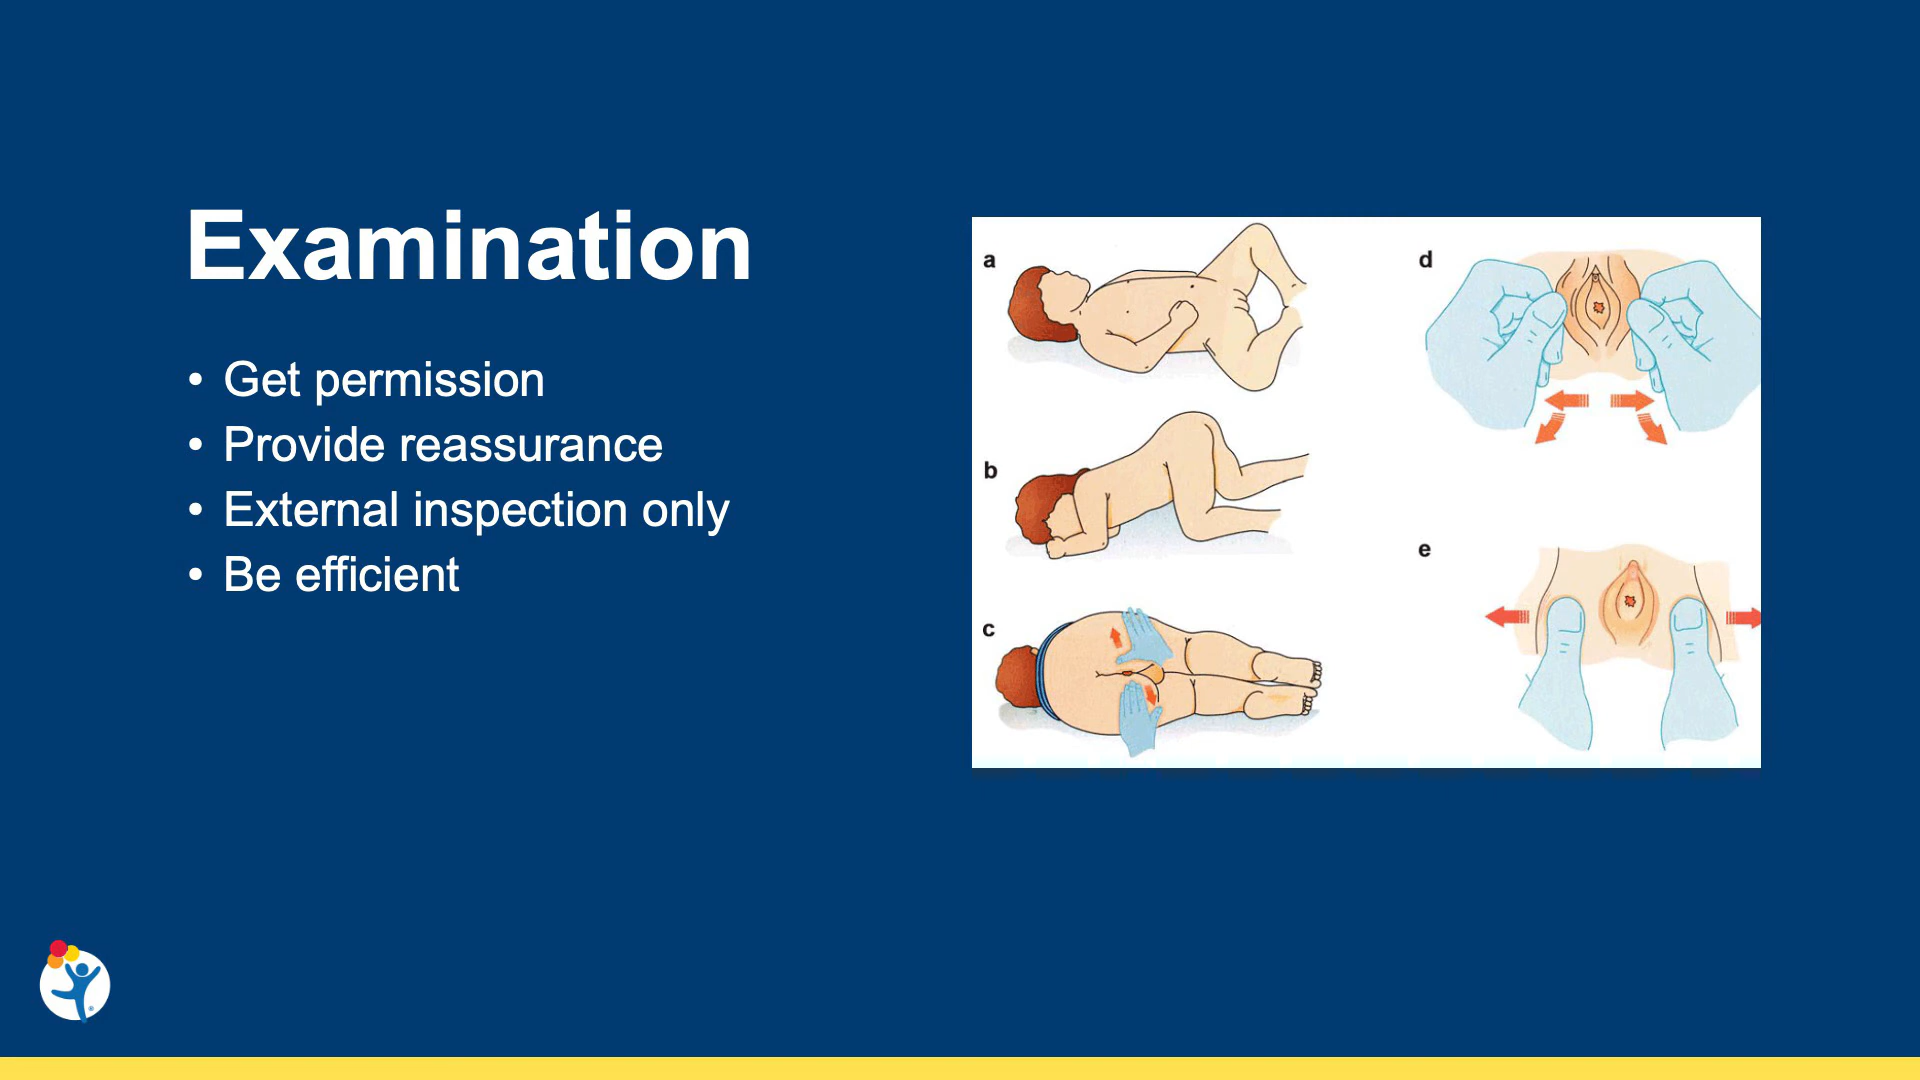 Examination
• Get permission
• Provide reassurance
• External inspection only
• Be efficient
a
b
c
d
e